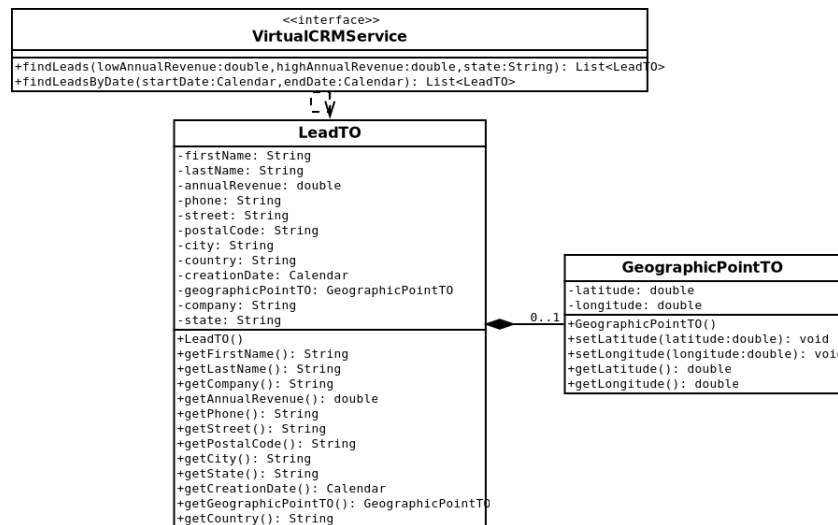 <<interface>>
VirtualCRMService
+findLeads(lowAnnualRevenue:double,highAnnualRevenue:double,state:String): List<LeadTO>
+findLeadsByDate(startDate:Calendar,endDate:Calendar): List<LeadTO>
LeadTO
-firstName: String
-lastName: String
-annualRevenue: double
-phone: String
-street: String
-postalCode: String
-city: String
-country: String
-creationDate: Calendar
-geographicPointTO: GeographicPointTO
-company: String
-state: String
+LeadTO()
+getFirstName(): String
+getLastName(): String
+getCompany(): String
+getAnnualRevenue(): double
+getPhone(): String
+getStreet(): String
+getPostalCode(): String
+getCity(): String
+getState(): String
+getCreationDate(): Calendar
+getGeographicPointTO(): GeographicPointTO
+getCountry(): String
0..1
GeographicPointTO
-latitude: double
-longitude: double
+GeographicPointTO()
+setLatitude(latitude:double): void
+setLongitude(longitude:double): void
+getLatitude(): double
+getLongitude(): double